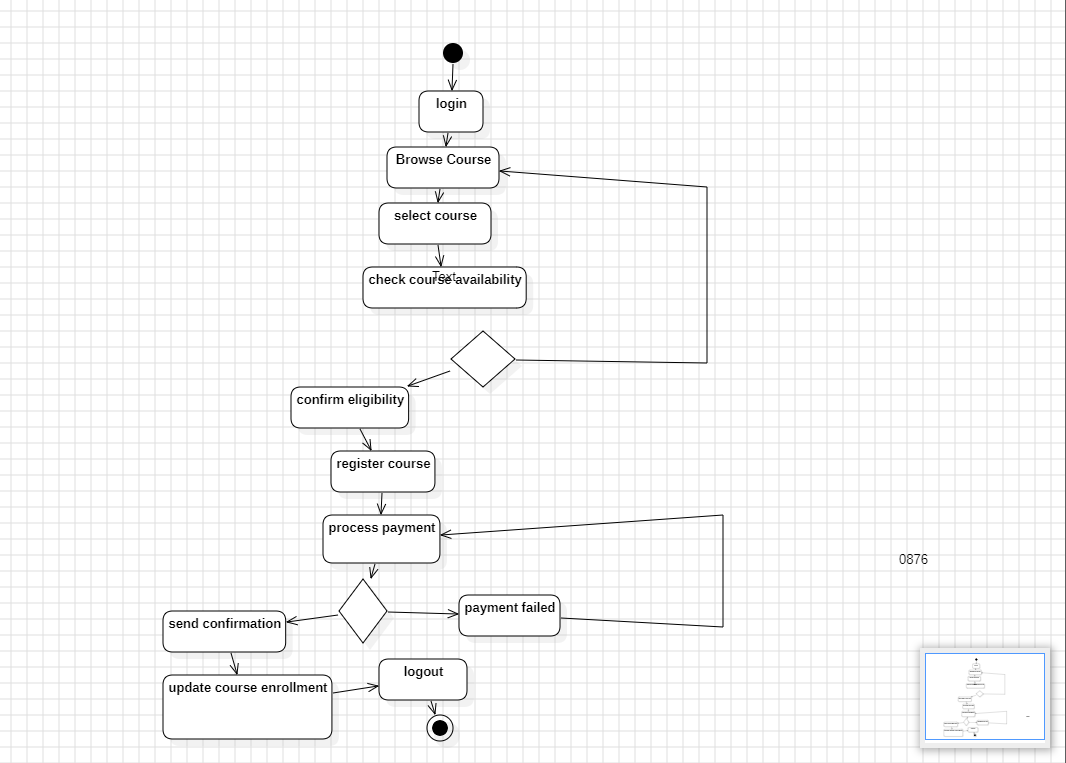 login
Browse Course
select course
Text
check course availability
confirm eligibility
register course
process payment
0876
payment failed
send confirmation
logout
update course enrollment